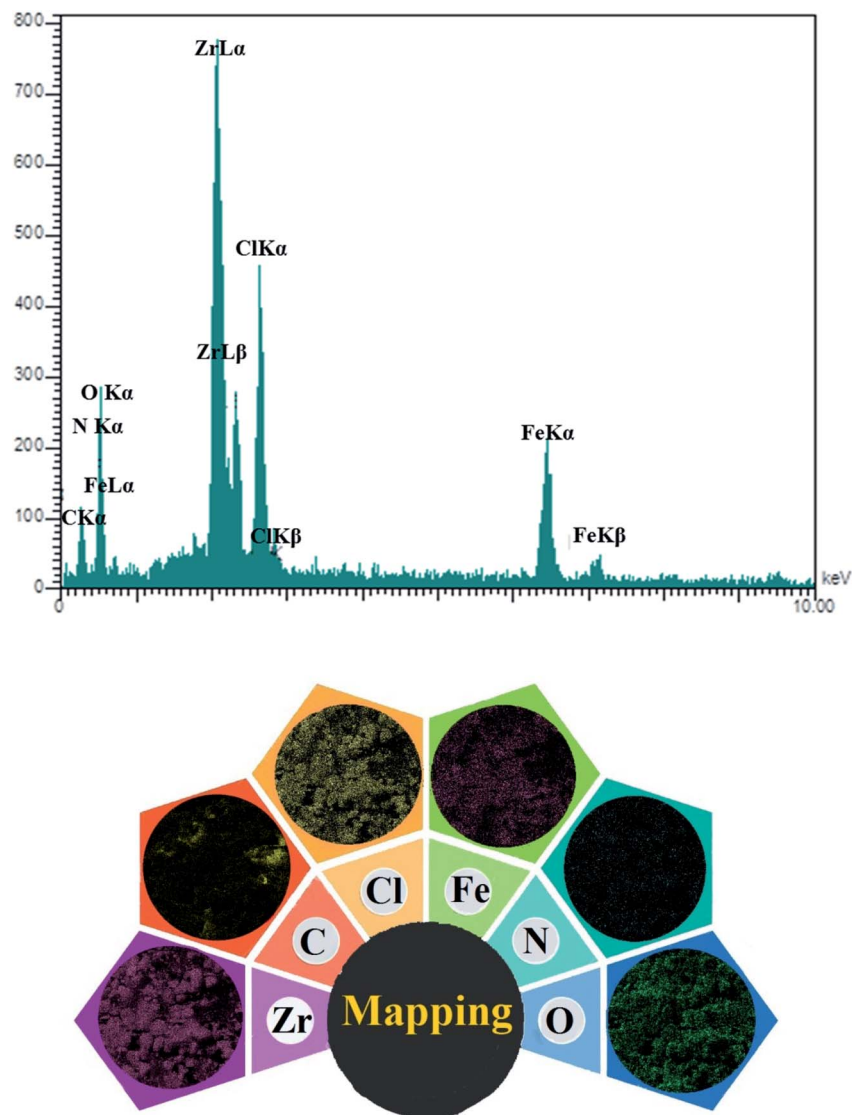 800
700
600
500
400
300
200
100
0
ZrLα
ClKα
ZrLβ
O Kα
N Kα
FeLα
CKα
ClKβ
FeKα
FeKβ
keV
0
10.00
Cl
Fe
C
N
Zr
Mapping
O